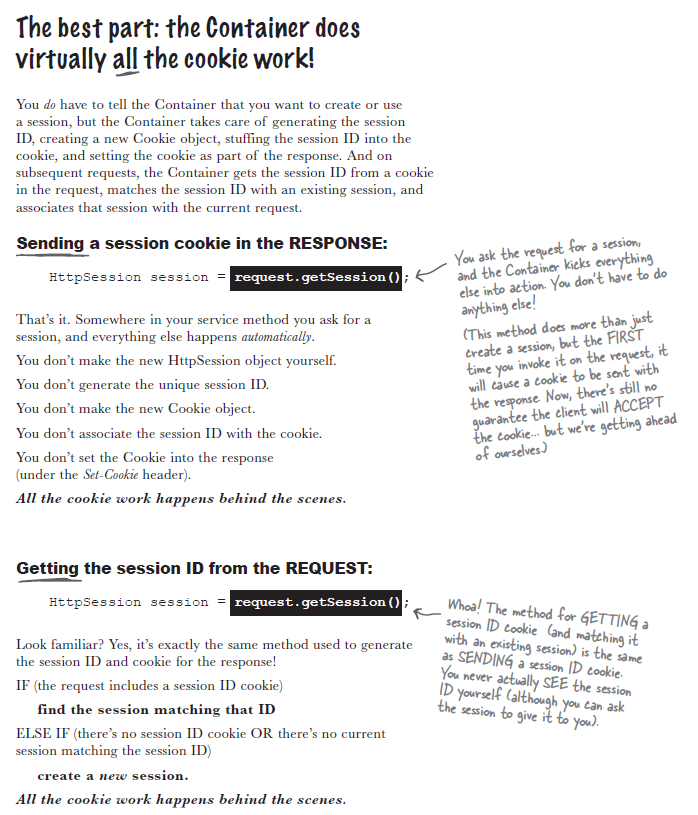 The best part: the Container does
virtually all the cookie work!
You do have to tell the Container that you want to create or use
a session, but the Container takes care of generating the session
ID, creating a new Cookie object, stuffing the session ID into the
cookie, and setting the cookie as part of the response. And on
subsequent requests, the Container gets the session ID from a cookie
in the request, matches the session ID with an existing session, and
associates that session with the current request.
Sending a session cookie in the RESPONSE:
HttpSession session = request.getSession();
You ask the request for a session,
and the Container kicks everything
else into action. You don't have to do
anything else!
(This method does more than just
create a session, but the FIRST
time you invoke it on the request, it
will cause a cookie to be sent with
the response. Now, there's still no
guarantee the client will ACCEPT
the cookie... but we're getting ahead
of ourselves.)
That's it. Somewhere in your service method you ask for a
session, and everything else happens automatically.
You don't make the new HttpSession object yourself.
You don't generate the unique session ID.
You don't make the new Cookie object.
You don't associate the session ID with the cookie.
You don't set the Cookie into the response
(under the Set-Cookie header).
All the cookie work happens behind the scenes.
Getting the session ID from the REQUEST:
HttpSession session = request.getSession();
Whoa! The method for GETTING a
session ID cookie (and matching it
with an existing session) is the same
as SENDING a session ID cookie.
You never actually SEE the session
ID yourself (although you can ask
the session to give it to you).
Look familiar? Yes, it's exactly the same method used to generate
the session ID and cookie for the response!
IF (the request includes a session ID cookie)
find the session matching that ID
ELSE IF (there's no session ID cookie OR there's no current
session matching the session ID)
create a new session.
All the cookie work happens behind the scenes.